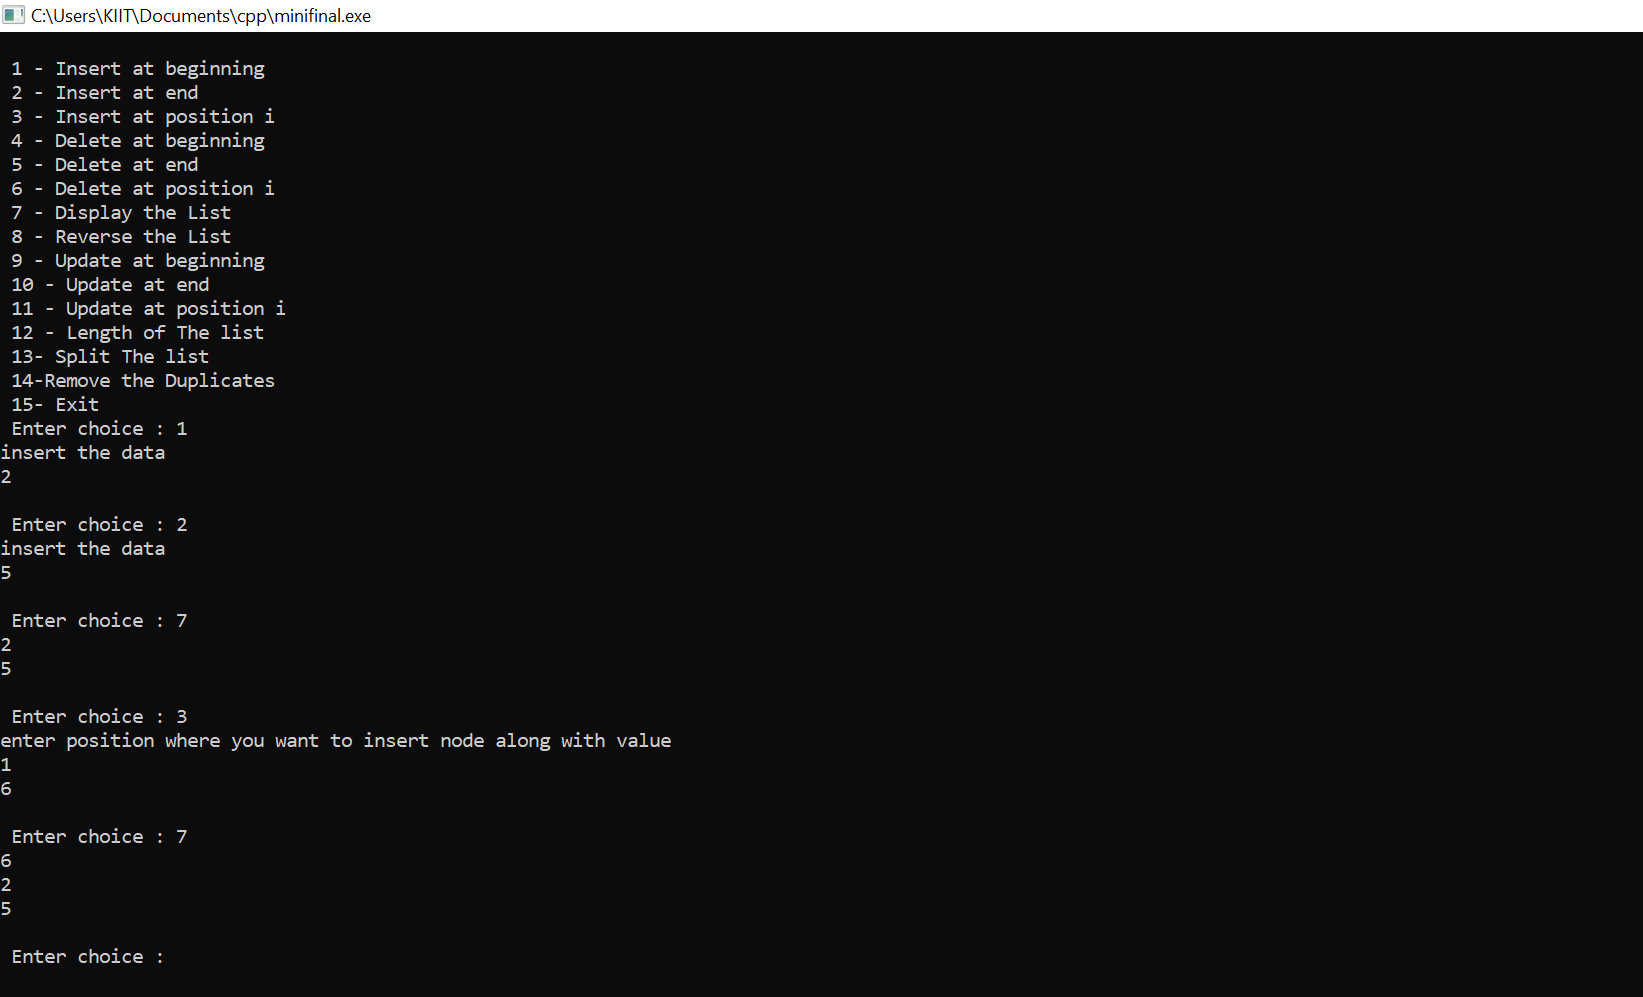 C:\Users\KIIT\Documents\cpp\minifinal.exe
1 - Insert at beginning
2 - Insert at end
3 - Insert at position i
4 - Delete at beginning
5 - Delete at end
6 - Delete at position i
7 - Display the List
8 - Reverse the List
9 - Update at beginning
10 - Update at end
11 - Update at position i
12 - Length of The list
13- Split The list
14-Remove the Duplicates
15- Exit
Enter choice : 1
insert the data
2
Enter choice : 2
insert the data
5
Enter choice : 7
2
5
Enter choice : 3
enter position where you want to insert node along with value
1
6
Enter choice : 7
6
2
5
Enter choice :